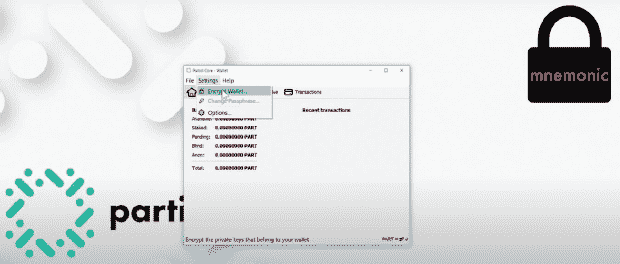 mnemonic
Particl Core - Wallet
File Settings Help
Encrypt Wallet...
Transactions
Change Passphrase...
Options...
Recent transactions
Staked: 0.00000000 PART
Pending: 0.00000000 PART
Blind: 0.00000000 PART
Anon: 0.00000000 PART
Total: 0.00000000 PART
parti
Encrypt the private keys that belong to your wallet
PART